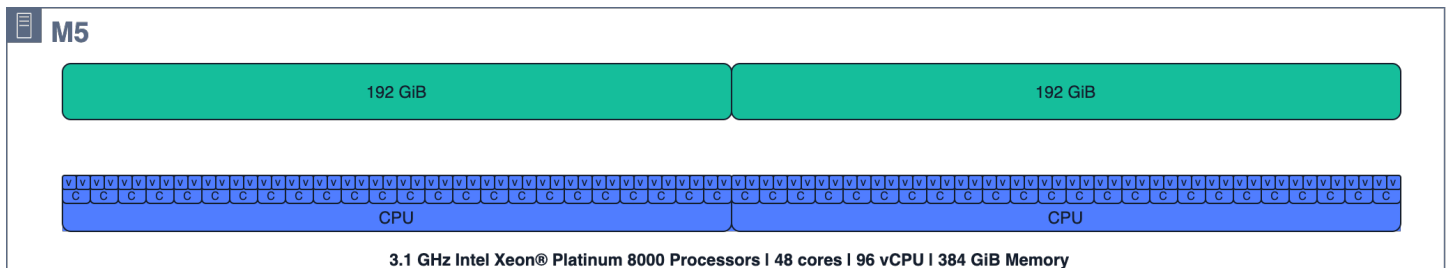 M5
192 GiB 192 GiB
v v v v v v v v v v v v v v v v v v v v v v v v v v v v v v v v v v v v v v v v v v v v v v v v v v v v v v v v v v v v v v v v v v v v v v v v v v v v v v v v v v v v v v v v v v v v v v v v
C C C C C C C C C C C C C C C C C C C C C C C C C C C C C C C C C C C C C C C C C C C C C C C C
CPU CPU
3.1 GHz Intel Xeon® Platinum 8000 Processors | 48 cores | 96 vCPU | 384 GiB Memory